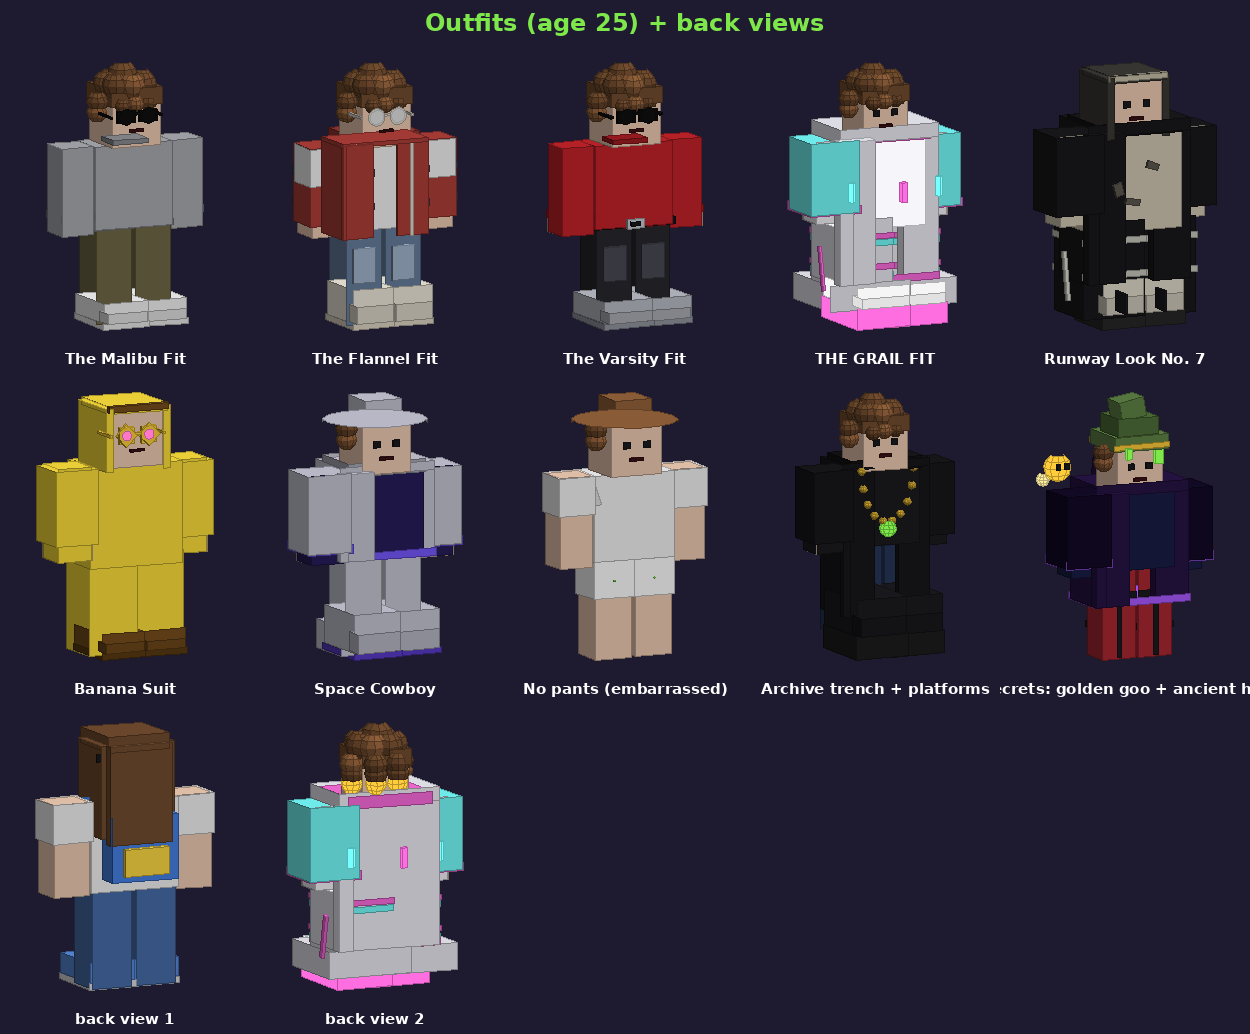 Outfits (age 25) + back views
The Malibu Fit
The Flannel Fit
The Varsity Fit
THE GRAIL FIT
Runway Look No. 7
Banana Suit
Space Cowboy
No pants (embarrassed)
Archive trench + platforms
crets: golden goo + ancient h
back view 1
back view 2